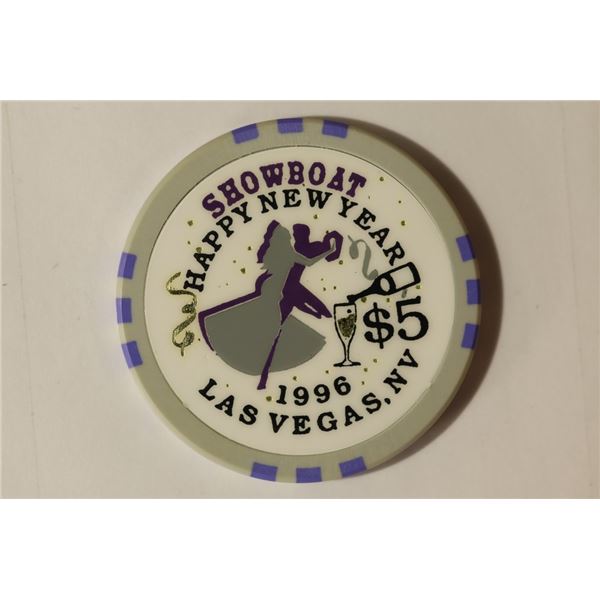 SHOWBOAT
HAPPY NEW YEAR
$5
1996
LAS VEGAS, NV